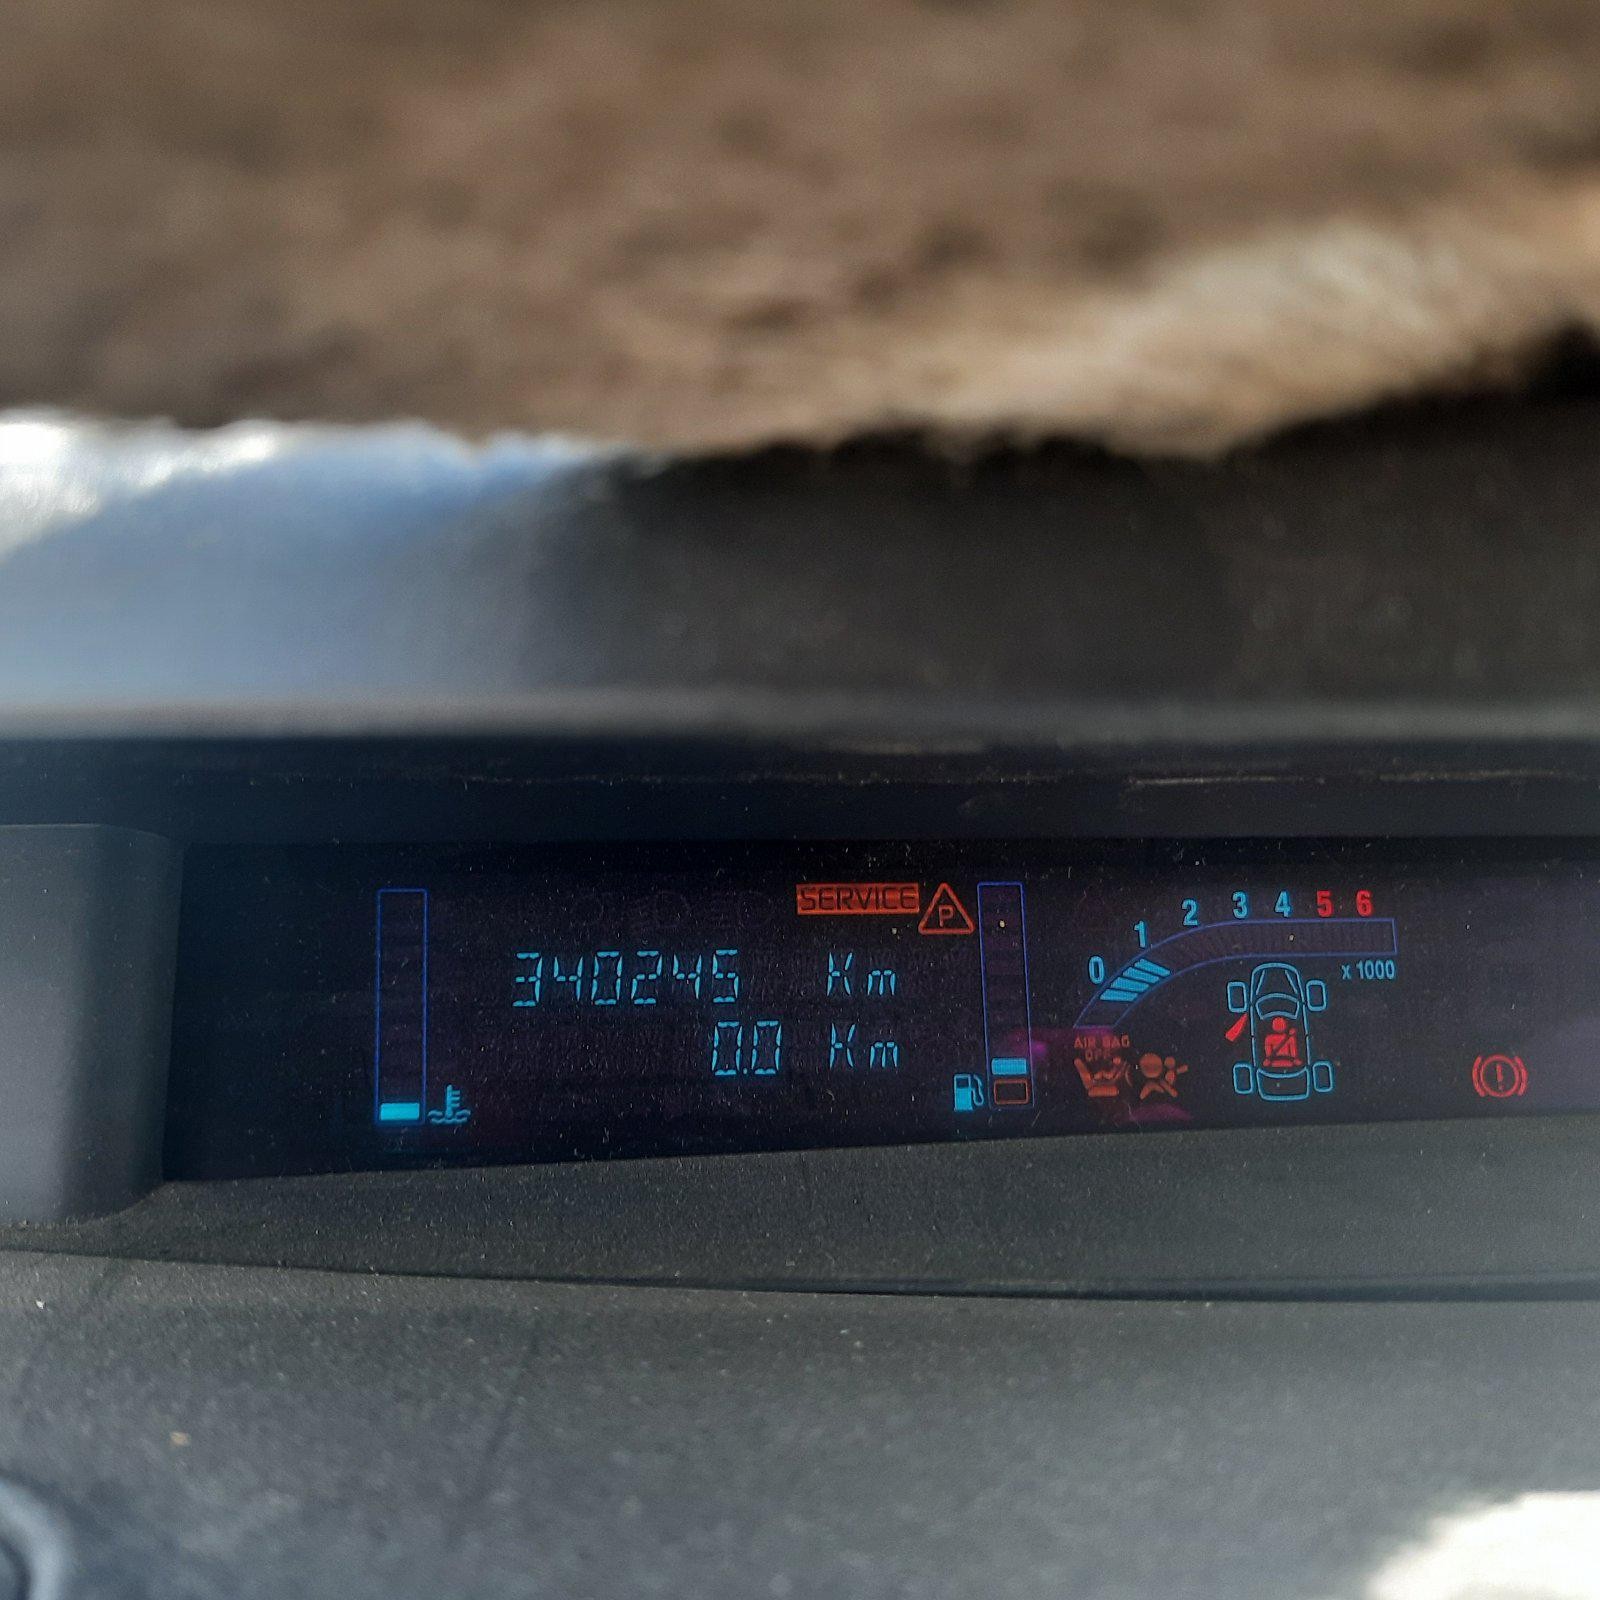 SERVICE P
340245 Km
0.0 Km
0 1 2 3 4 5 6
x 1000
AIR BAG
OFF